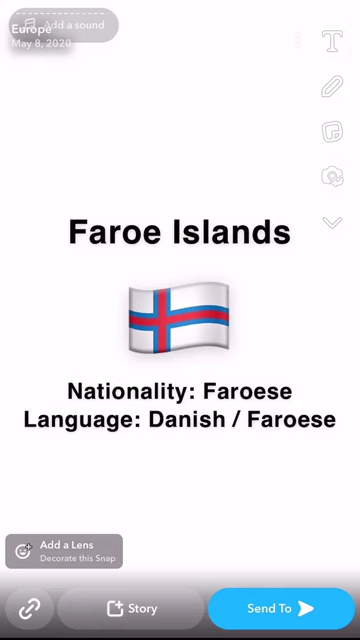 Add a sound
Europe
May 8, 2020
T
Faroe Islands
Nationality: Faroese
Language: Danish / Faroese
Add a Lens
Decorate this Snap
Story
Send To